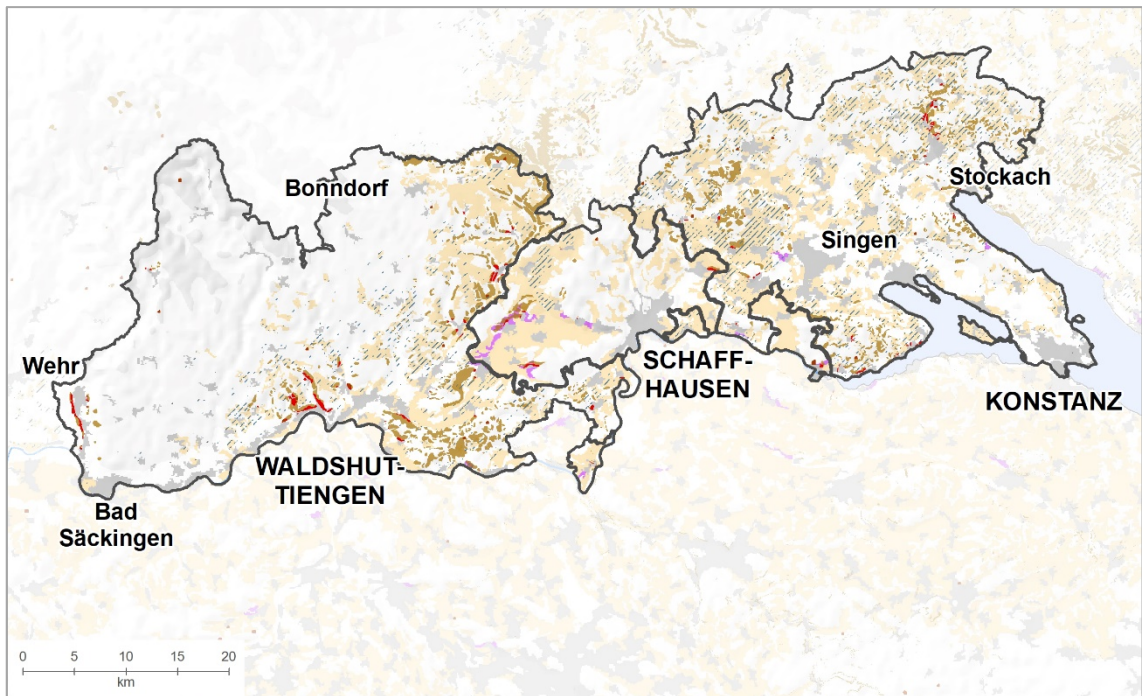 Bonndorf
Stockach
Singen
Wehr
SCHAFF-
HAUSEN
KONSTANZ
WALDSHUT-
TIENGEN
Bad
Säckingen
0 5 10 15 20
km